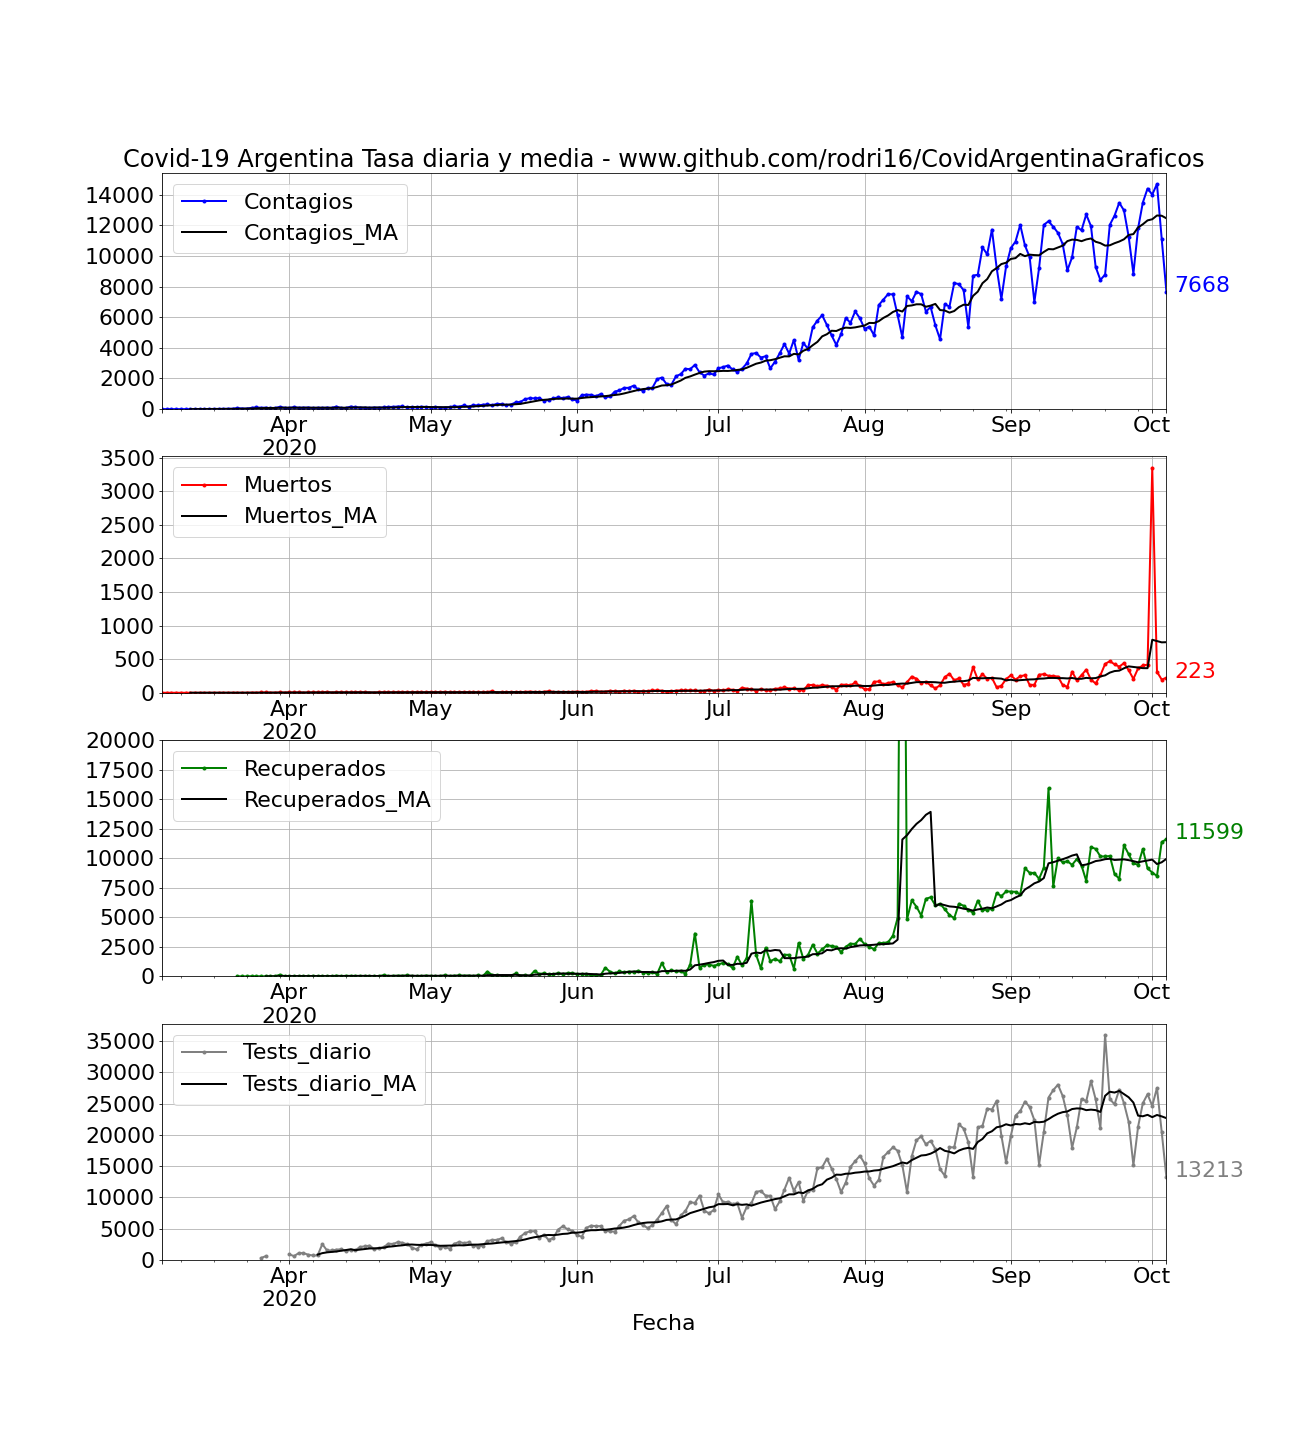 Covid-19 Argentina Tasa diaria y media - www.github.com/rodri16/CovidArgentinaGraficos
14000
12000
10000
8000
6000
4000
2000
0
Contagios
Contagios_MA
7668
Apr May Jun Jul Aug Sep Oct
2020
3500
3000
2500
2000
1500
1000
500
0
Muertos
Muertos_MA
223
Apr May Jun Jul Aug Sep Oct
2020
20000
17500
15000
12500
10000
7500
5000
2500
0
Recuperados
Recuperados_MA
11599
Apr May Jun Jul Aug Sep Oct
2020
35000
30000
25000
20000
15000
10000
5000
0
Tests_diario
Tests_diario_MA
13213
Apr May Jun Jul Aug Sep Oct
2020
Fecha